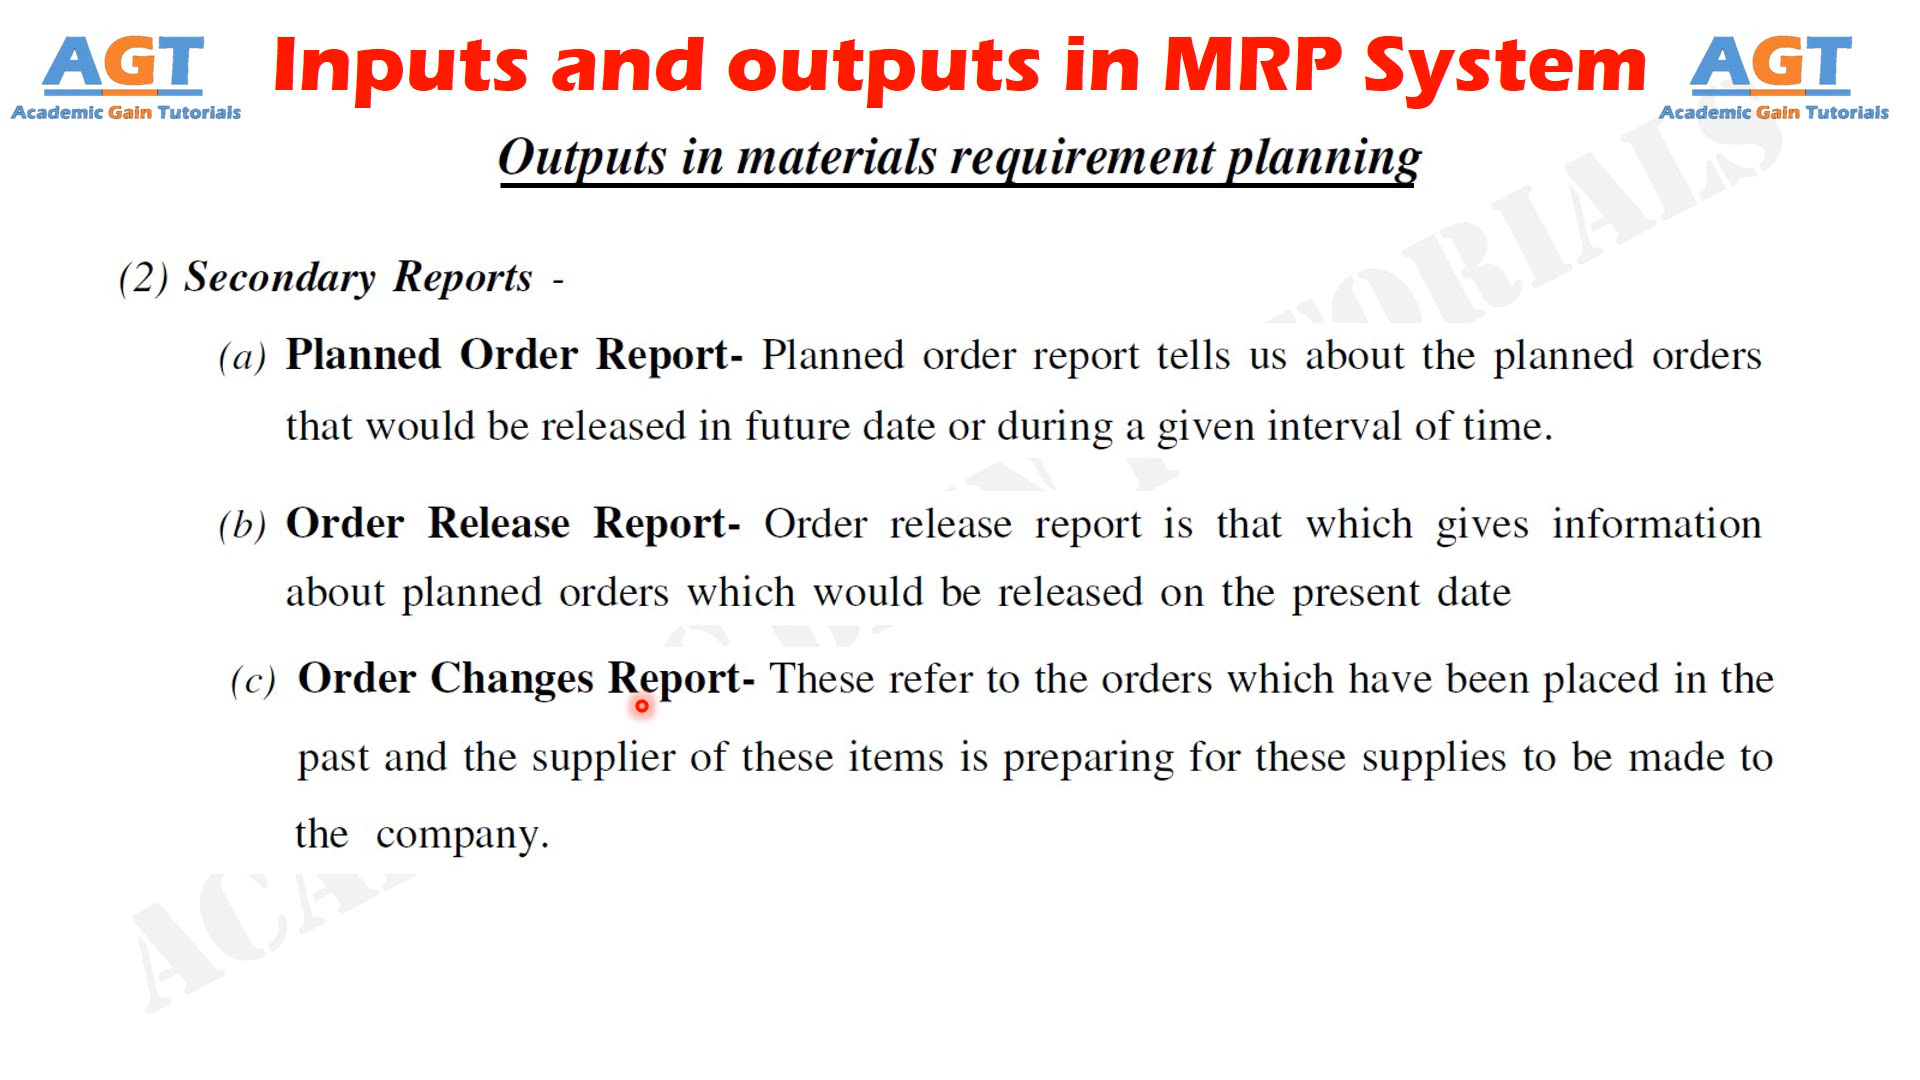 AGT
Academic Gain Tutorials
Inputs and outputs in MRP System
AGT
Academic Gain Tutorials
Outputs in materials requirement planning
(2) Secondary Reports -
(a) Planned Order Report- Planned order report tells us about the planned orders
that would be released in future date or during a given interval of time.
(b) Order Release Report- Order release report is that which gives information
about planned orders which would be released on the present date
(c) Order Changes Report- These refer to the orders which have been placed in the
past and the supplier of these items is preparing for these supplies to be made to
the company.